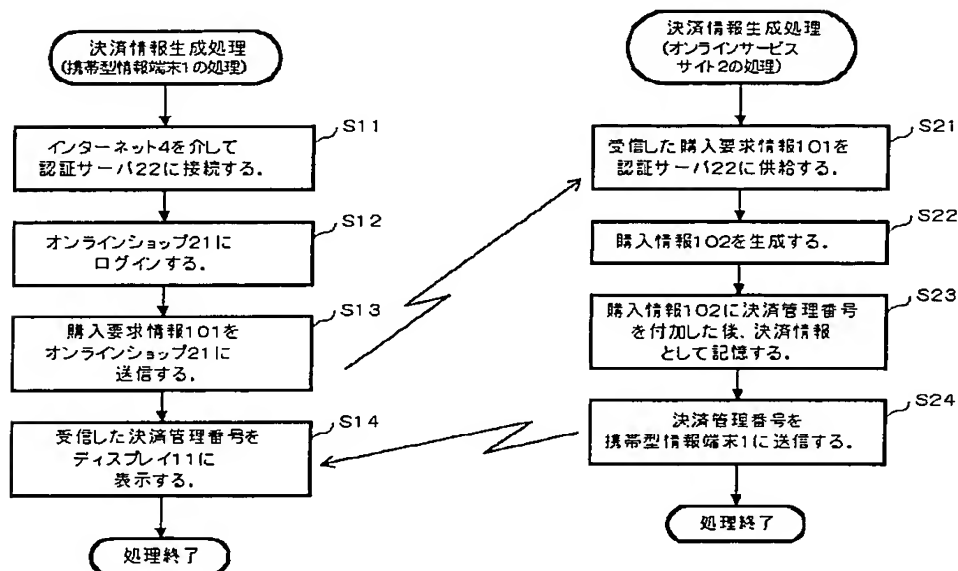 決済情報生成処理
(携帯型情報端末1の処理)
S11
インターネット4を介して
認証サーバ22に接続する.
S12
オンラインショップ21に
ログインする.
S13
購入要求情報101を
オンラインショップ21に
送信する.
S14
受信した決済管理番号を
ディスプレイ11に
表示する.
処理終了
決済情報生成処理
(オンラインサービス
サイト2の処理)
S21
受信した購入要求情報101を
認証サーバ22に供給する.
S22
購入情報102を生成する.
S23
購入情報102に決済管理番号
を付加した後、決済情報
として記憶する.
S24
決済管理番号を
携帯型情報端末1に送信する.
処理終了